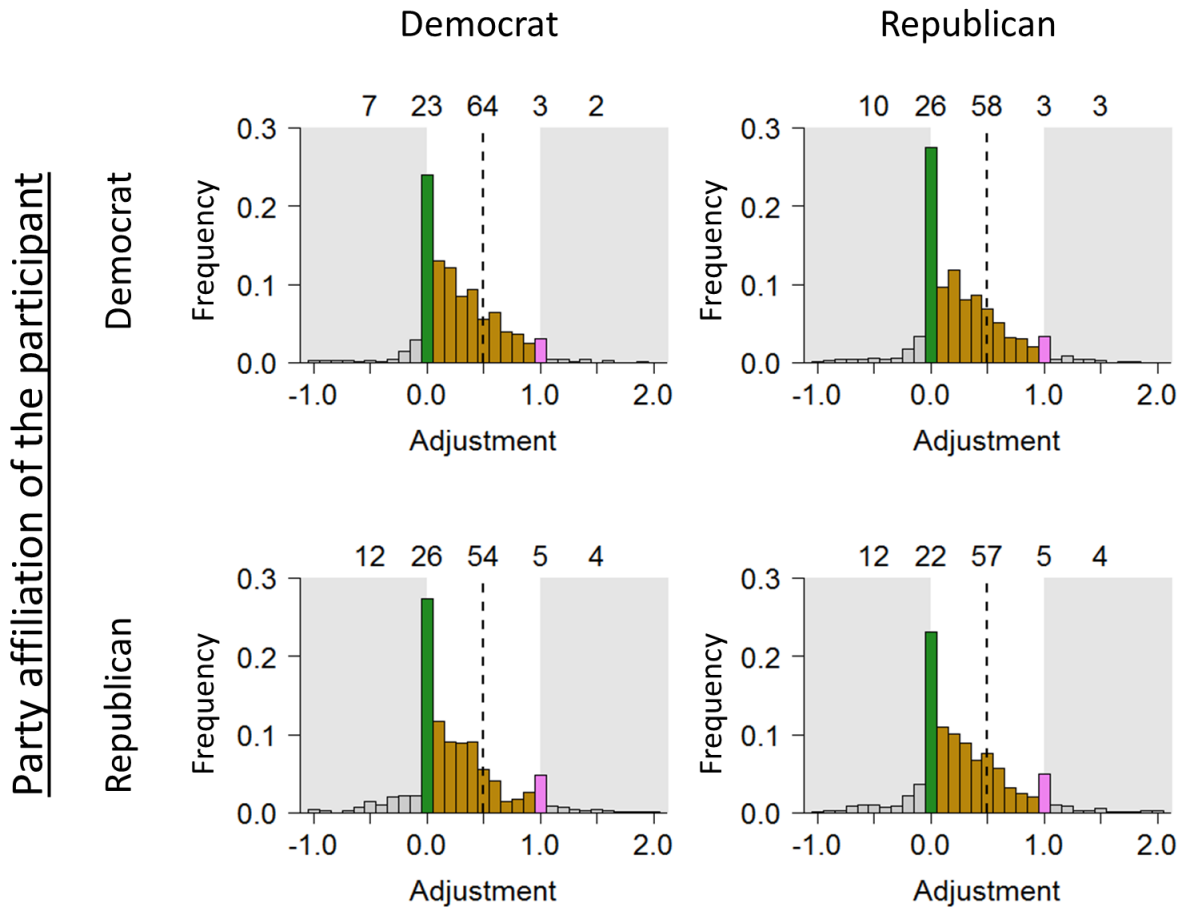 Democrat Republican
Party affiliation of the participant
Democrat
7 23 64 3 2
0.3
0.2
0.1
0.0
Frequency
-1.0 0.0 1.0 2.0
Adjustment
10 26 58 3 3
0.3
0.2
0.1
0.0
Frequency
-1.0 0.0 1.0 2.0
Adjustment
Republican
12 26 54 5 4
0.3
0.2
0.1
0.0
Frequency
-1.0 0.0 1.0 2.0
Adjustment
12 22 57 5 4
0.3
0.2
0.1
0.0
Frequency
-1.0 0.0 1.0 2.0
Adjustment